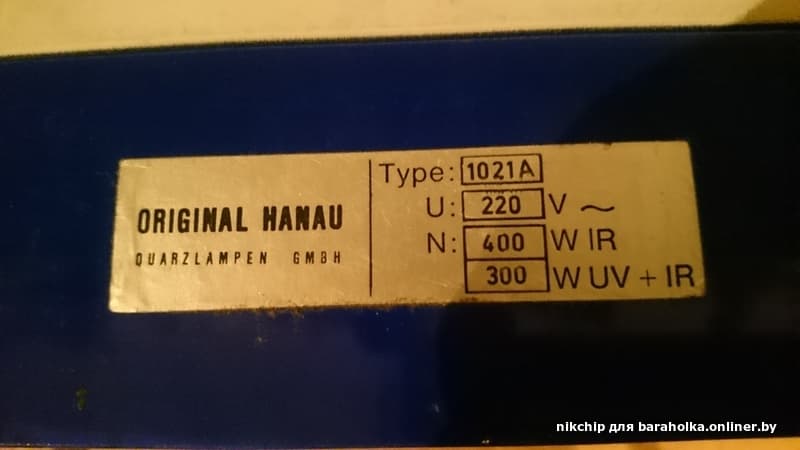 ORIGINAL HANAU
QUARZLAMPEN GMBH
Type: 1021A
U: 220 V ~
N: 400 W IR
300 W UV + IR
nikchip для baraholka.onliner.by